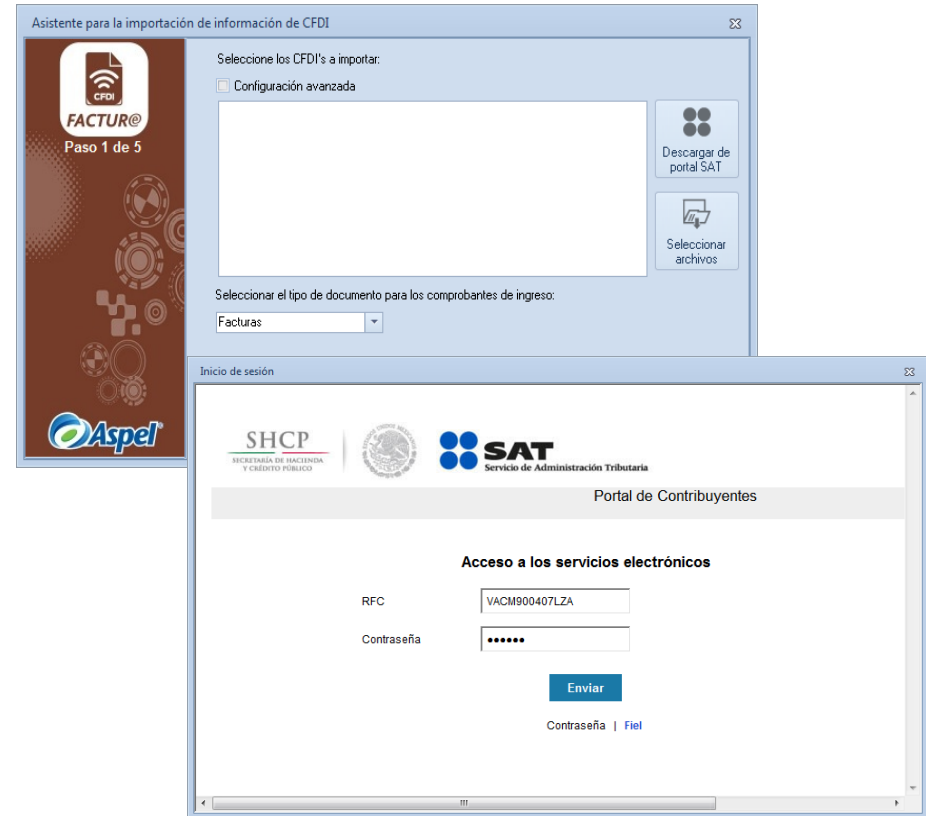 Asistente para la importación de información de CFDI
CFDI
FACTUR@
Paso 1 de 5
Aspel
Seleccione los CFDI's a importar:
Configuración avanzada
Descargar de
portal SAT
Seleccionar
archivos
Seleccionar el tipo de documento para los comprobantes de ingreso:
Facturas
Inicio de sesión
SHCP
SECRETARÍA DE HACIENDA
Y CRÉDITO PÚBLICO
SAT
Servicio de Administración Tributaria
Portal de Contribuyentes
Acceso a los servicios electrónicos
RFC VACM900407LZA
Contraseña ••••••
Enviar
Contraseña | Fiel